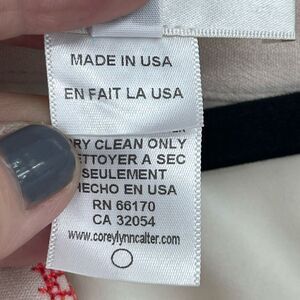 MADE IN USA
EN FAIT LA USA
RY CLEAN ONLY
ETTOYER A SEC
SEULEMENT
HECHO EN USA
RN 66170
CA 32054
www.coreylynncalter.com